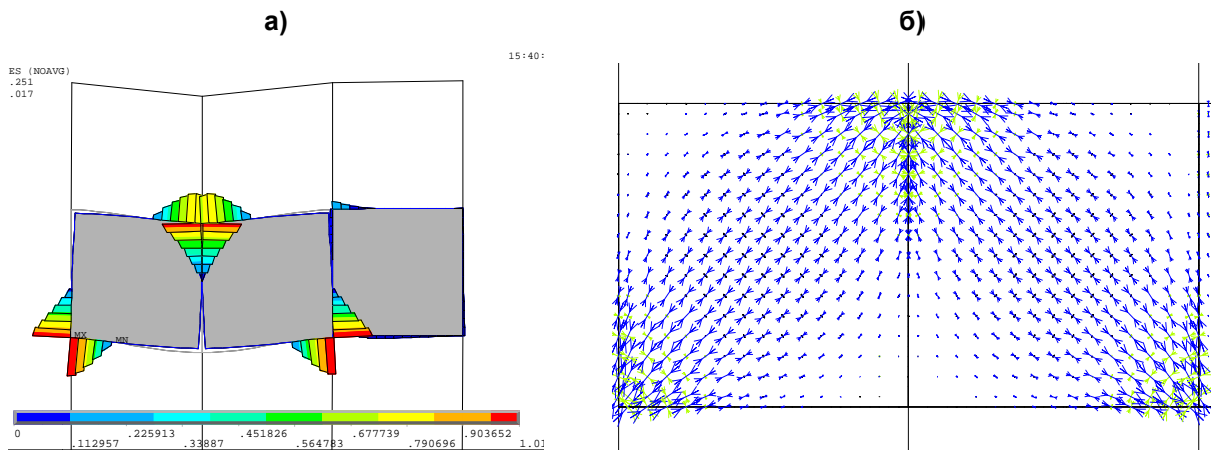 а)
б)
15:40:
ES (NOAVG)
.251
.017
MX
MN
0 .225913 .451826 .677739 .903652
.112957 .33887 .564783 .790696 1.01